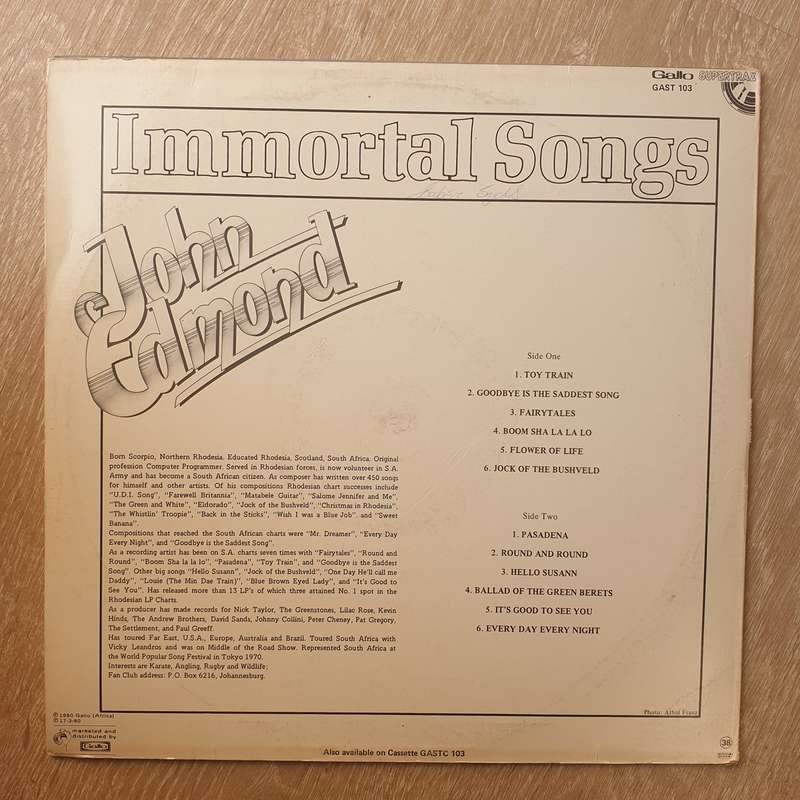 Gallo SUPERTRAX
GAST 103
Immortal Songs
John
Edmond
Side One
1. TOY TRAIN
2. GOODBYE IS THE SADDEST SONG
3. FAIRYTALES
4. BOOM SHA LA LA LO
5. FLOWER OF LIFE
6. JOCK OF THE BUSHVELD
Side Two
1. PASADENA
2. ROUND AND ROUND
3. HELLO SUSANN
4. BALLAD OF THE GREEN BERETS
5. IT'S GOOD TO SEE YOU
6. EVERY DAY EVERY NIGHT
Born Scorpio, Northern Rhodesia. Educated Rhodesia, Scotland, South Africa. Original
profession Computer Programmer. Served in Rhodesian forces, is now volunteer in S.A.
Army and has become a South African citizen. As composer has written over 450 songs
for himself and other artists. Of his compositions Rhodesian chart successes include
"U.D.I. Song", "Farewell Britannia", "Matabele Guitar", "Salome Jennifer and Me",
"The Green and White", "Eldorado", "Jock of the Bushveld", "Christmas in Rhodesia",
"The Whistlin' Troopie", "Back in the Sticks", "Wish I was a Blue Job" and "Sweet
Banana".
Compositions that reached the South African charts were "Mr. Dreamer", "Every Day
Every Night", and "Goodbye is the Saddest Song".
As a recording artist has been on S.A. charts seven times with "Fairytales", "Round and
Round", "Boom Sha la la lo", "Pasadena", "Toy Train", and "Goodbye is the Saddest
Song". Other big songs "Hello Susann", "Jock of the Bushveld", "One Day He'll call me
Daddy", "Louie (The Min Dae Train)", "Blue Brown Eyed Lady", and "It's Good to
See You". Has released more than 13 LP's of which three attained No. 1 spot in the
Rhodesian LP Charts.
As a producer has made records for Nick Taylor, The Greenstones, Lilac Rose, Kevin
Hinds, The Andrew Brothers, David Sands, Johnny Collini, Peter Cheney, Pat Gregory,
The Settlement, and Paul Greeff.
Has toured Far East, U.S.A., Europe, Australia and Brazil. Toured South Africa with
Vicky Leandros and was on Middle of the Road Show. Represented South Africa at
the World Popular Song Festival in Tokyo 1970.
Interests are Karate, Angling, Rugby and Wildlife;
Fan Club address: P.O. Box 6216, Johannesburg.
Photo:
© 1980 Gallo (Africa)
℗ 17-3-80
marketed and
distributed by
Gallo
Also available on Cassette GASTC 103
38